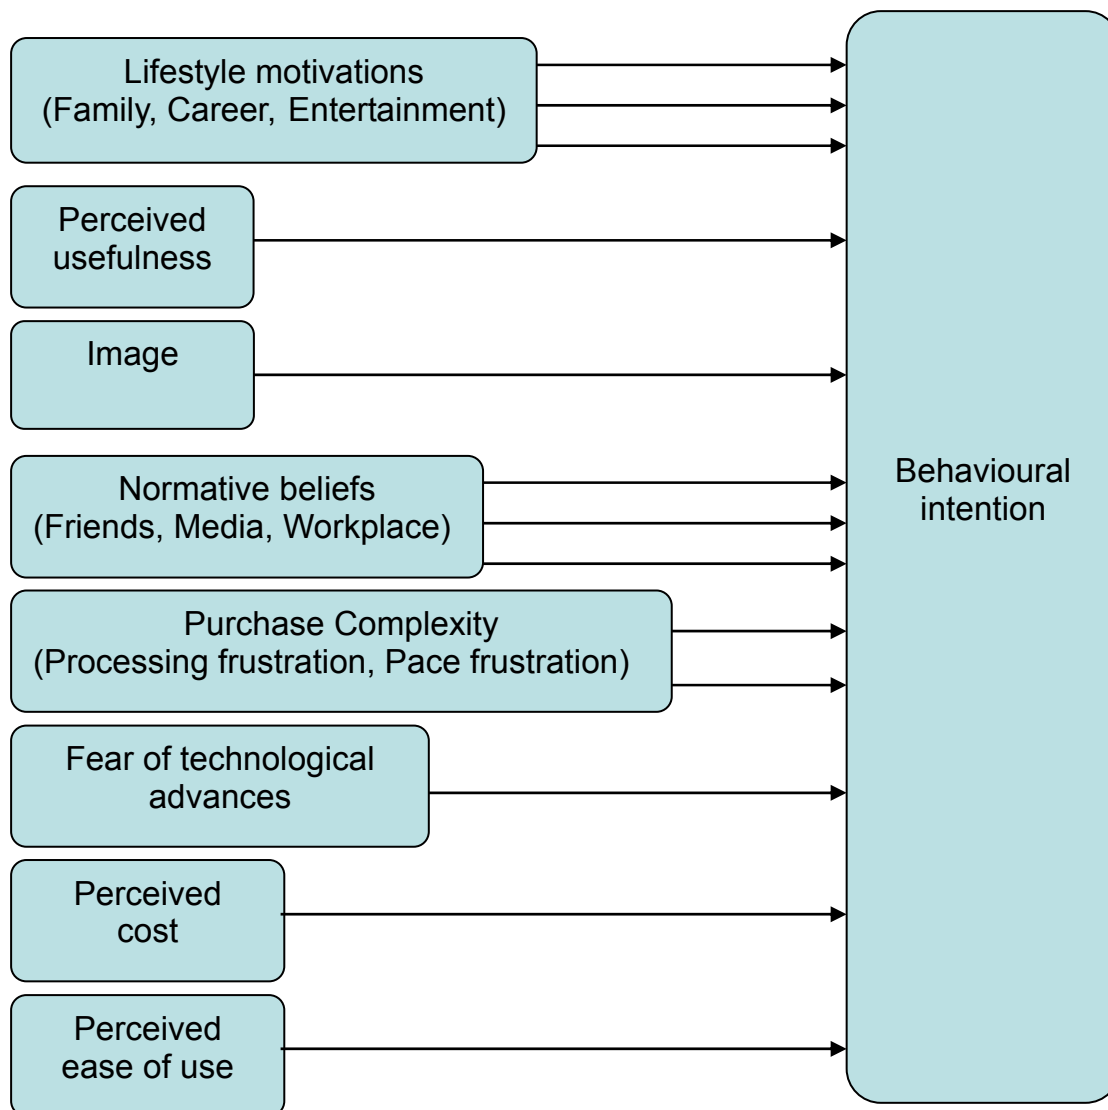 Lifestyle motivations
(Family, Career, Entertainment)
Perceived
usefulness
Image
Normative beliefs
(Friends, Media, Workplace)
Purchase Complexity
(Processing frustration, Pace frustration)
Fear of technological
advances
Perceived
cost
Perceived
ease of use
Behavioural
intention